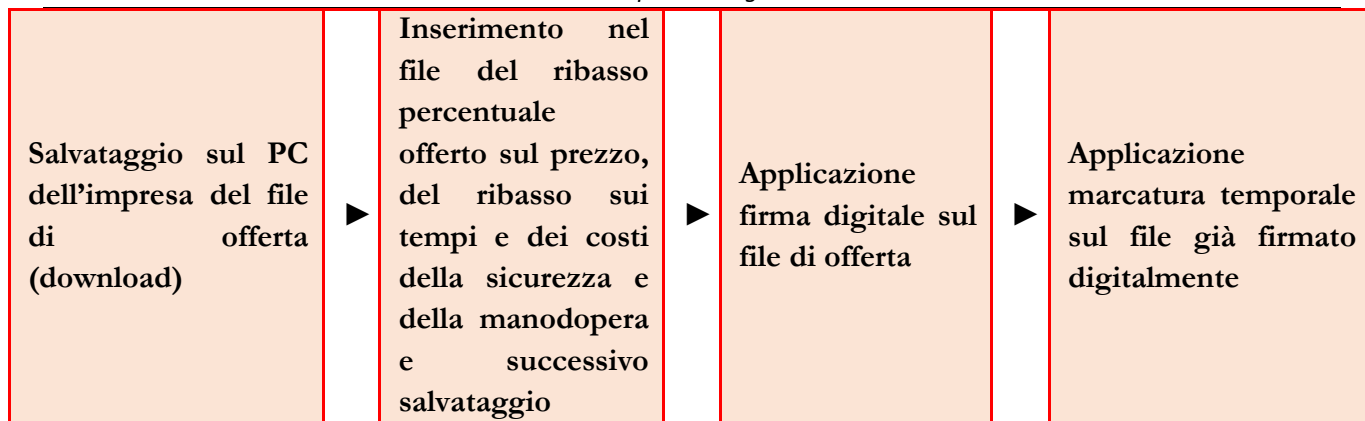 Salvataggio sul PC
dell’impresa del file
di offerta
(download)
►
Inserimento nel
file del ribasso
percentuale
offerto sul prezzo,
del ribasso sui
tempi e dei costi
della sicurezza e
della manodopera
e successivo
salvataggio
►
Applicazione
firma digitale sul
file di offerta
►
Applicazione
marcatura temporale
sul file già firmato
digitalmente